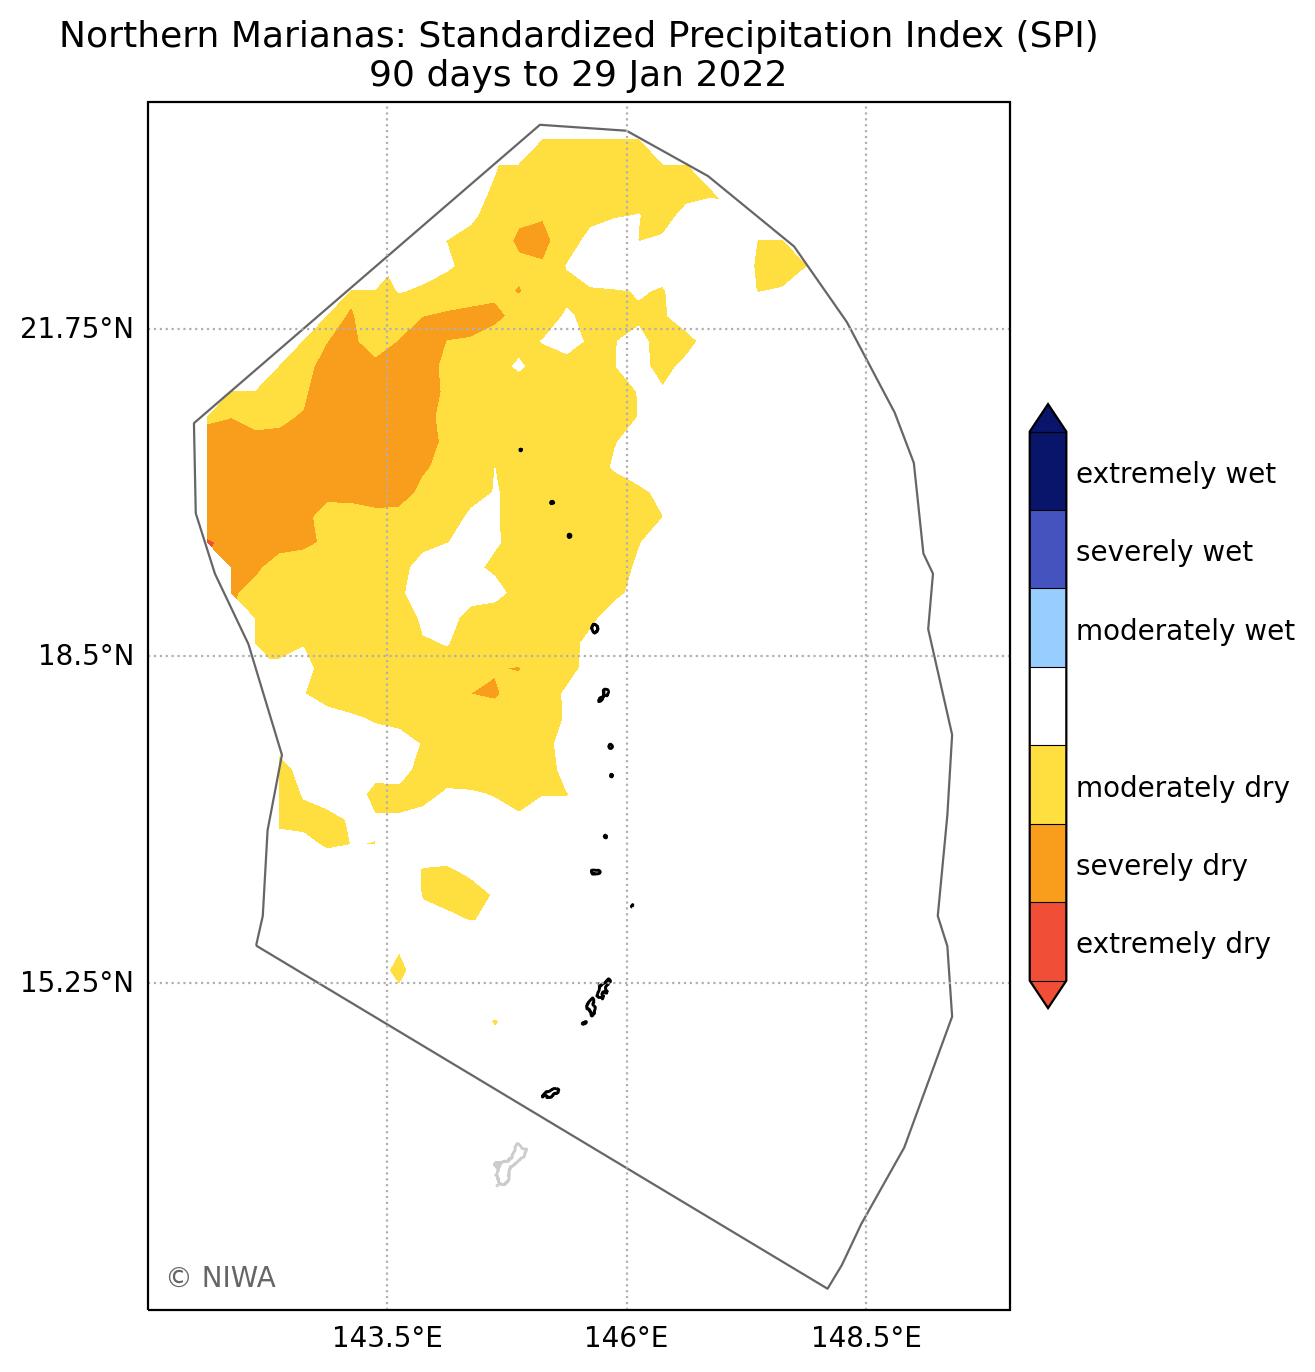 Northern Marianas: Standardized Precipitation Index (SPI)
90 days to 29 Jan 2022
21.75°N
18.5°N
15.25°N
143.5°E
146°E
148.5°E
extremely wet
severely wet
moderately wet
moderately dry
severely dry
extremely dry
© NIWA